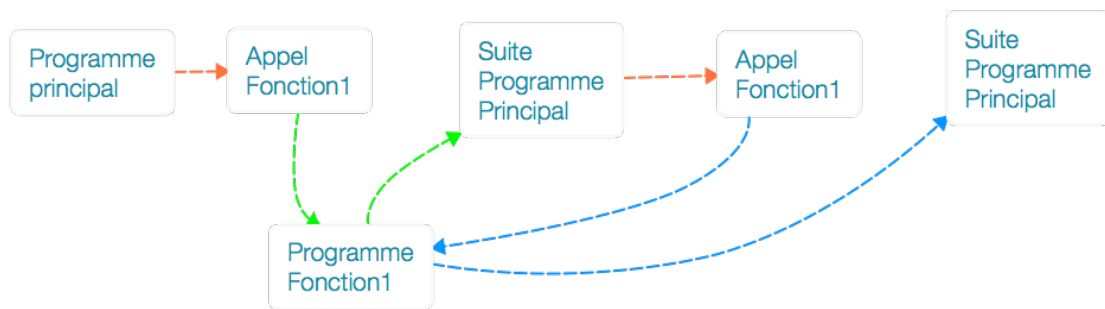 Programme
principal
Appel
Fonction1
Suite
Programme
Principal
Appel
Fonction1
Suite
Programme
Principal
Programme
Fonction1